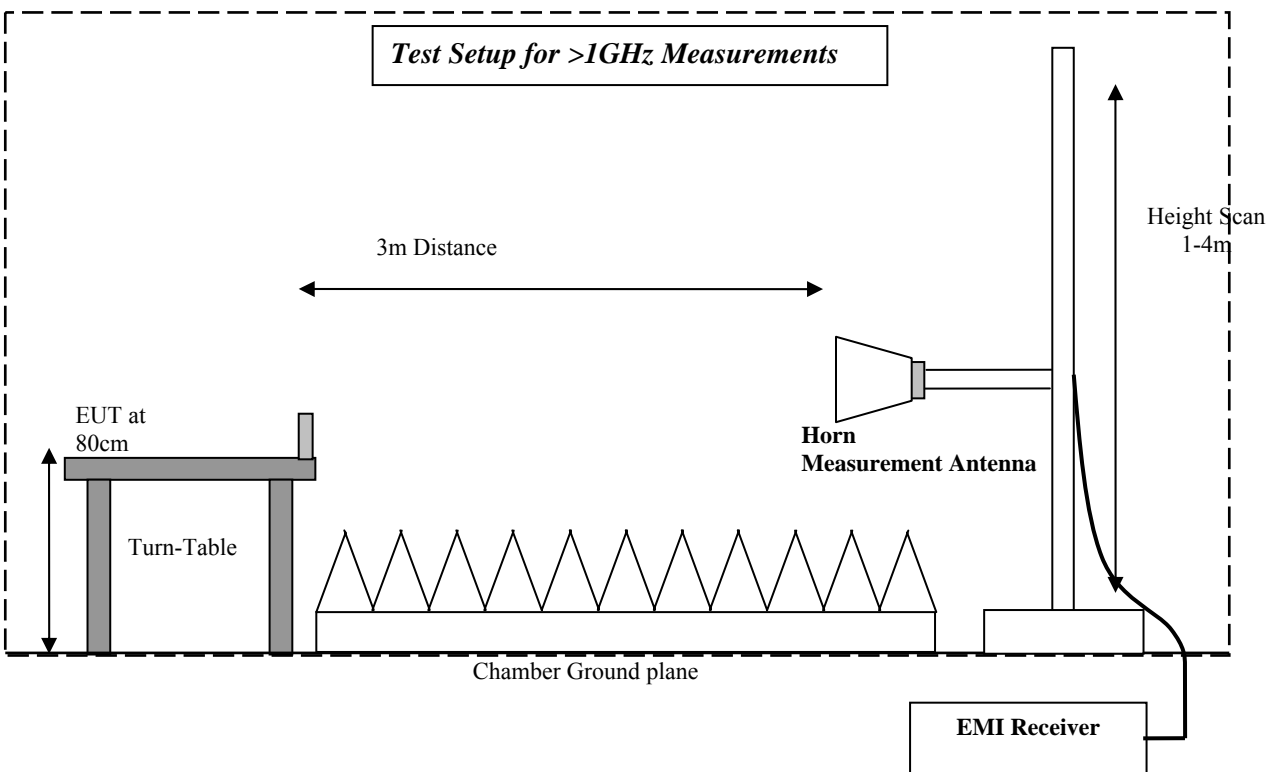 Test Setup for >1GHz Measurements
Height Scan
1-4m
3m Distance
EUT at
80cm
Horn
Measurement Antenna
Turn-Table
Chamber Ground plane
EMI Receiver